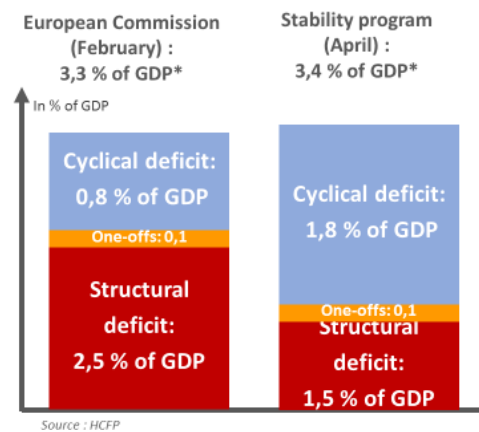 European Commission
(February) :
3,3 % of GDP*
Stability program
(April) :
3,4 % of GDP*
In % of GDP
Cyclical deficit:
0,8 % of GDP
One-offs: 0,1
Structural
deficit:
2,5 % of GDP
Cyclical deficit:
1,8 % of GDP
One-offs: 0,1
Structural
deficit:
1,5 % of GDP
Source : HCFP